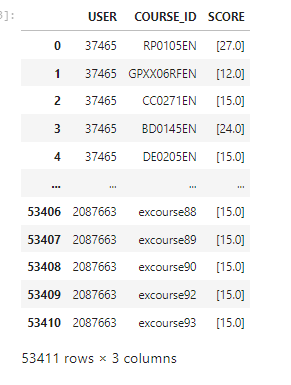 ]:
USER COURSE_ID SCORE
0 37465 RP0105EN [27.0]
1 37465 GPXX06RFEN [12.0]
2 37465 CC0271EN [15.0]
3 37465 BD0145EN [24.0]
4 37465 DE0205EN [15.0]
... ... ... ...
53406 2087663 excourse88 [15.0]
53407 2087663 excourse89 [15.0]
53408 2087663 excourse90 [15.0]
53409 2087663 excourse92 [15.0]
53410 2087663 excourse93 [15.0]
53411 rows × 3 columns